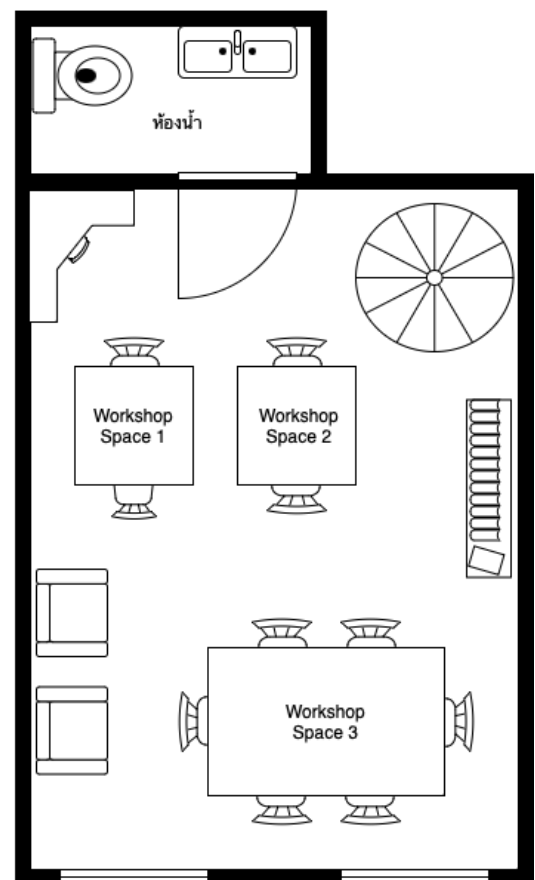 ห้องน้ำ
Workshop
Space 1
Workshop
Space 2
Workshop
Space 3